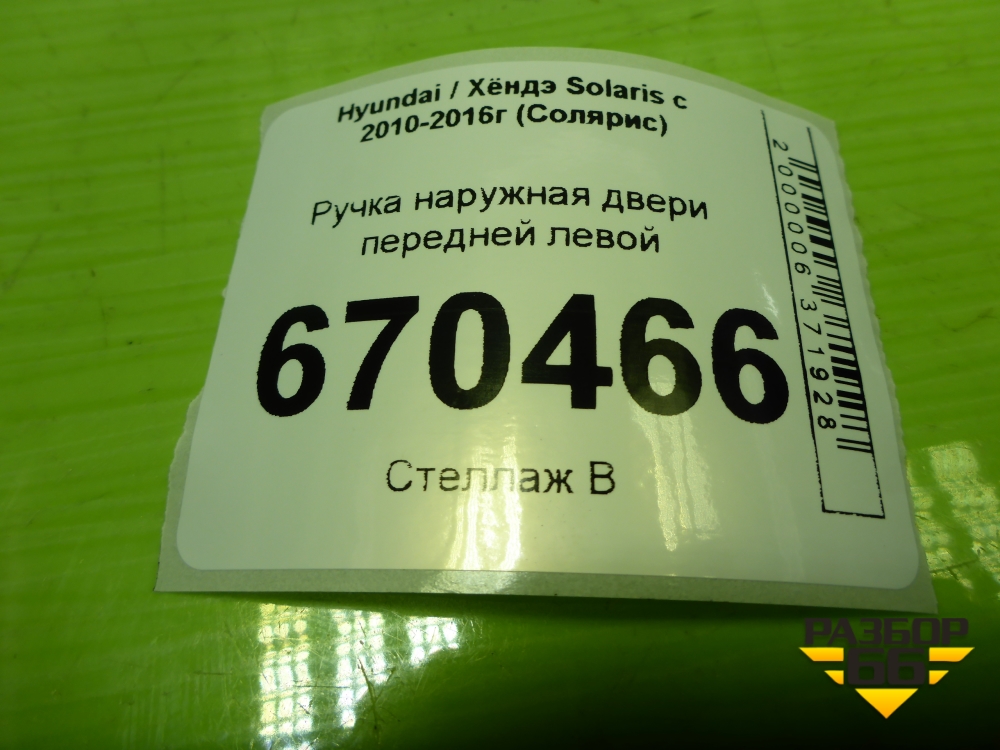 Hyundai / Хёндэ Solaris с
2010-2016г (Солярис)
Ручка наружная двери
передней левой
670466
Стеллаж В
2000006371928
РАЗБОР
66